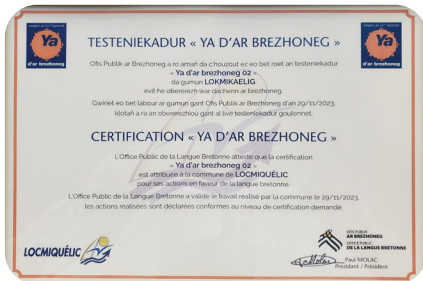 Ya
d'ar brezhoneg
Ya
d'ar brezhoneg
TESTENIEKADUR « YA D'AR BREZHONEG »
Ofis Publik ar Brezhoneg a ro amañ da c'houzout ez eo bet roet an testeniekadur
« Ya d'ar brezhoneg 02 »
da gumun LOKMIKAELIG
evit he obererezh war dachenn ar brezhoneg.
Gwiriet eo bet labour ar gumun gant Ofis Publik ar Brezhoneg d'an 29/11/2023,
klotañ a ra an obererezhioù gant al live testeniekadur goulennet.
CERTIFICATION « YA D'AR BREZHONEG »
L'Office Public de la Langue Bretonne atteste que la certification
« Ya d'ar brezhoneg 02 »
est attribuée à la commune de LOCMIQUÉLIC
pour ses actions en faveur de la langue bretonne.
L'Office Public de la Langue Bretonne a validé le travail réalisé par la commune le 29/11/2023,
les actions réalisées sont déclarées conformes au niveau de certification demandé.
LOCMIQUÉLIC
OFIS PUBLIK
AR BREZHONEG
OFFICE PUBLIC
DE LA LANGUE BRETONNE
Paul MOLAC
Prezidant / Président